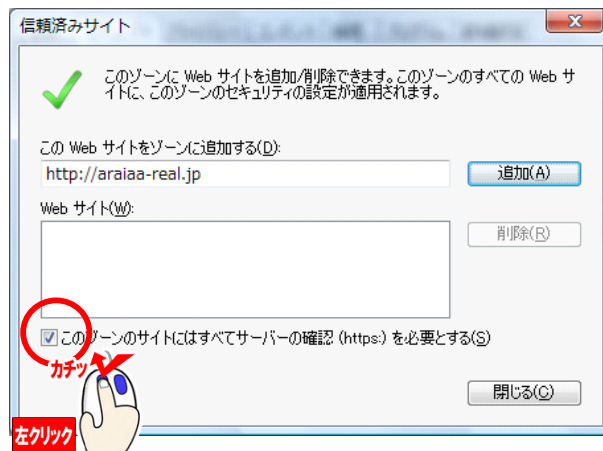 信頼済みサイト
このゾーンに Web サイトを追加/削除できます。このゾーンのすべての Web サ
イトに、このゾーンのセキュリティの設定が適用されます。
この Web サイトをゾーンに追加する(D):
http://araiaa-real.jp
追加(A)
Web サイト(W):
削除(R)
このゾーンのサイトにはすべてサーバーの確認 (https:) を必要とする(S)
カチッ
閉じる(C)
左クリック